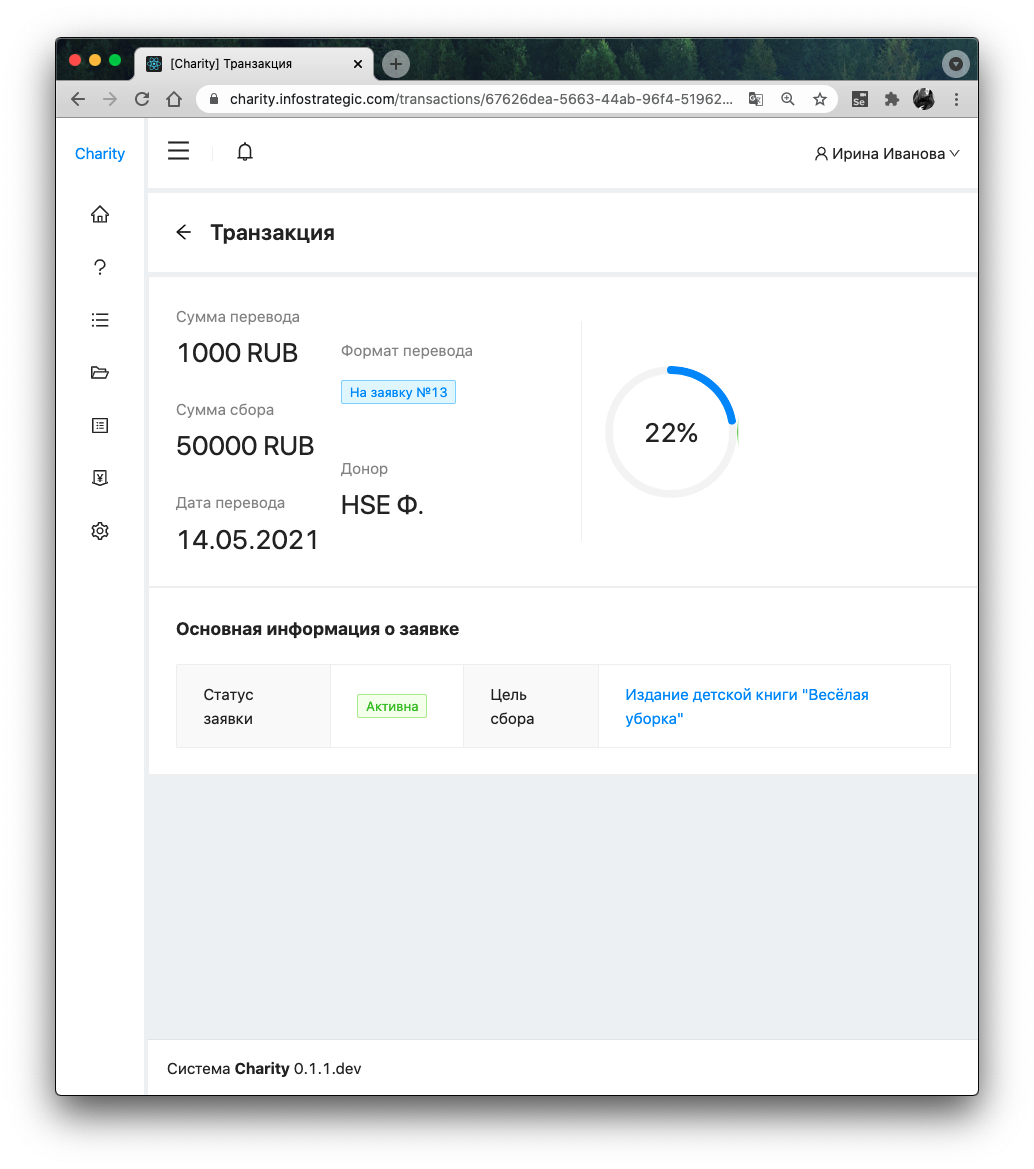 [Charity] Транзакция
charity.infostrategic.com/transactions/67626dea-5663-44ab-96f4-51962...
Se
Charity
Ирина Иванова
Транзакция
Сумма перевода
1000 RUB
Формат перевода
На заявку №13
Сумма сбора
50000 RUB
Донор
HSE Ф.
Дата перевода
14.05.2021
22%
Основная информация о заявке
Статус
заявки
Активна
Цель
сбора
Издание детской книги "Весёлая
уборка"
Система Charity 0.1.1.dev